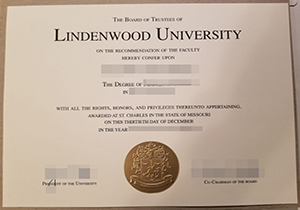 The Board of Trustees of
Lindenwood University
on the recommendation of the faculty
hereby confer upon
The Degree of
in
with all the rights, honors, and privileges thereunto appertaining.
awarded at St. Charles in the State of Missouri
on this thirtieth day of December
in the year
President of the University
Co-Chairman of the Board